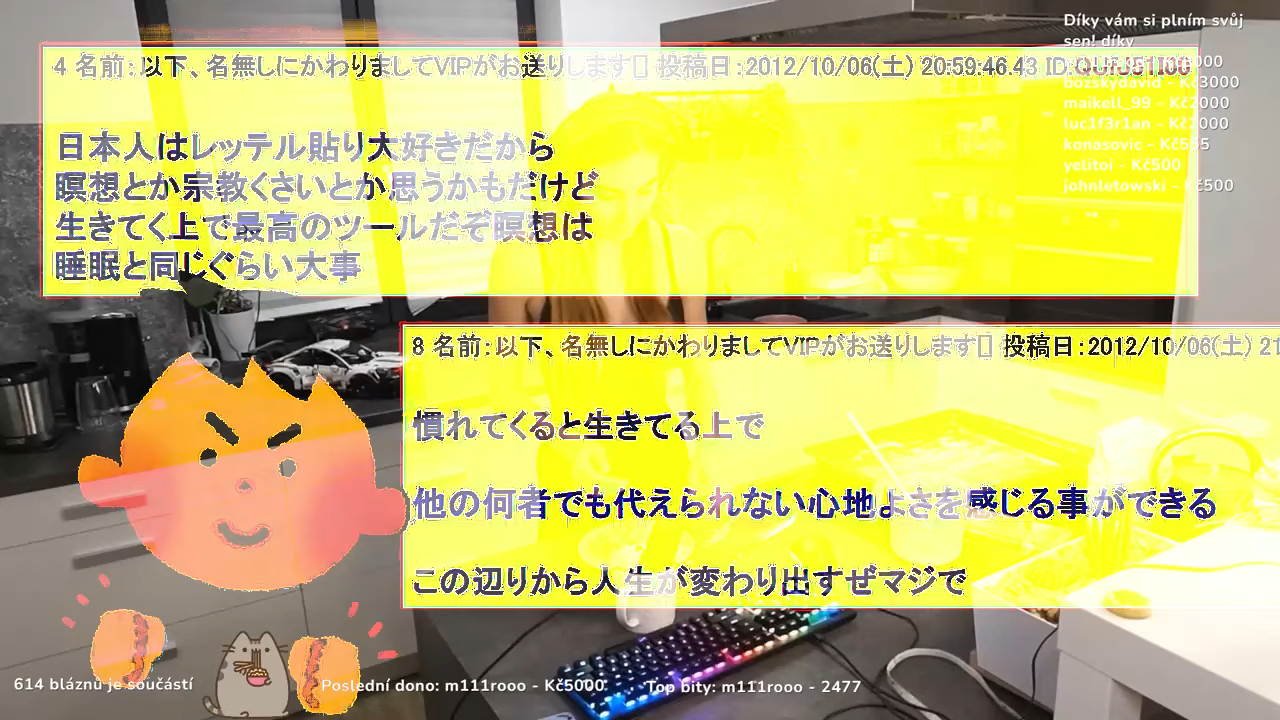 Díky vám si plním svůj
sen! díky
božskydavid - Kč3000
maikell_99 - Kč2000
luc1f3r1an - Kč1000
konasovic - Kč535
yelitoi - Kč500
johnletowski - Kč500
4 名前：以下、名無しにかわりましてVIPがお送りします 投稿日：2012/10/06(土) 20:59:46.43
日本人はレッテル貼り大好きだから
瞑想とか宗教くさいとか思うかもだけど
生きてく上で最高のツールだぞ瞑想は
睡眠と同じぐらい大事
8 名前：以下、名無しにかわりましてVIPがお送りします 投稿日：2012/10/06(土) 21
慣れてくると生きてる上で
他の何者でも代えられない心地よさを感じる事ができる
この辺りから人生が変わり出すぜマジで
614 bláznů je součástí
Poslední dono: m111rooo - Kč5000
Top bity: m111rooo - 2477